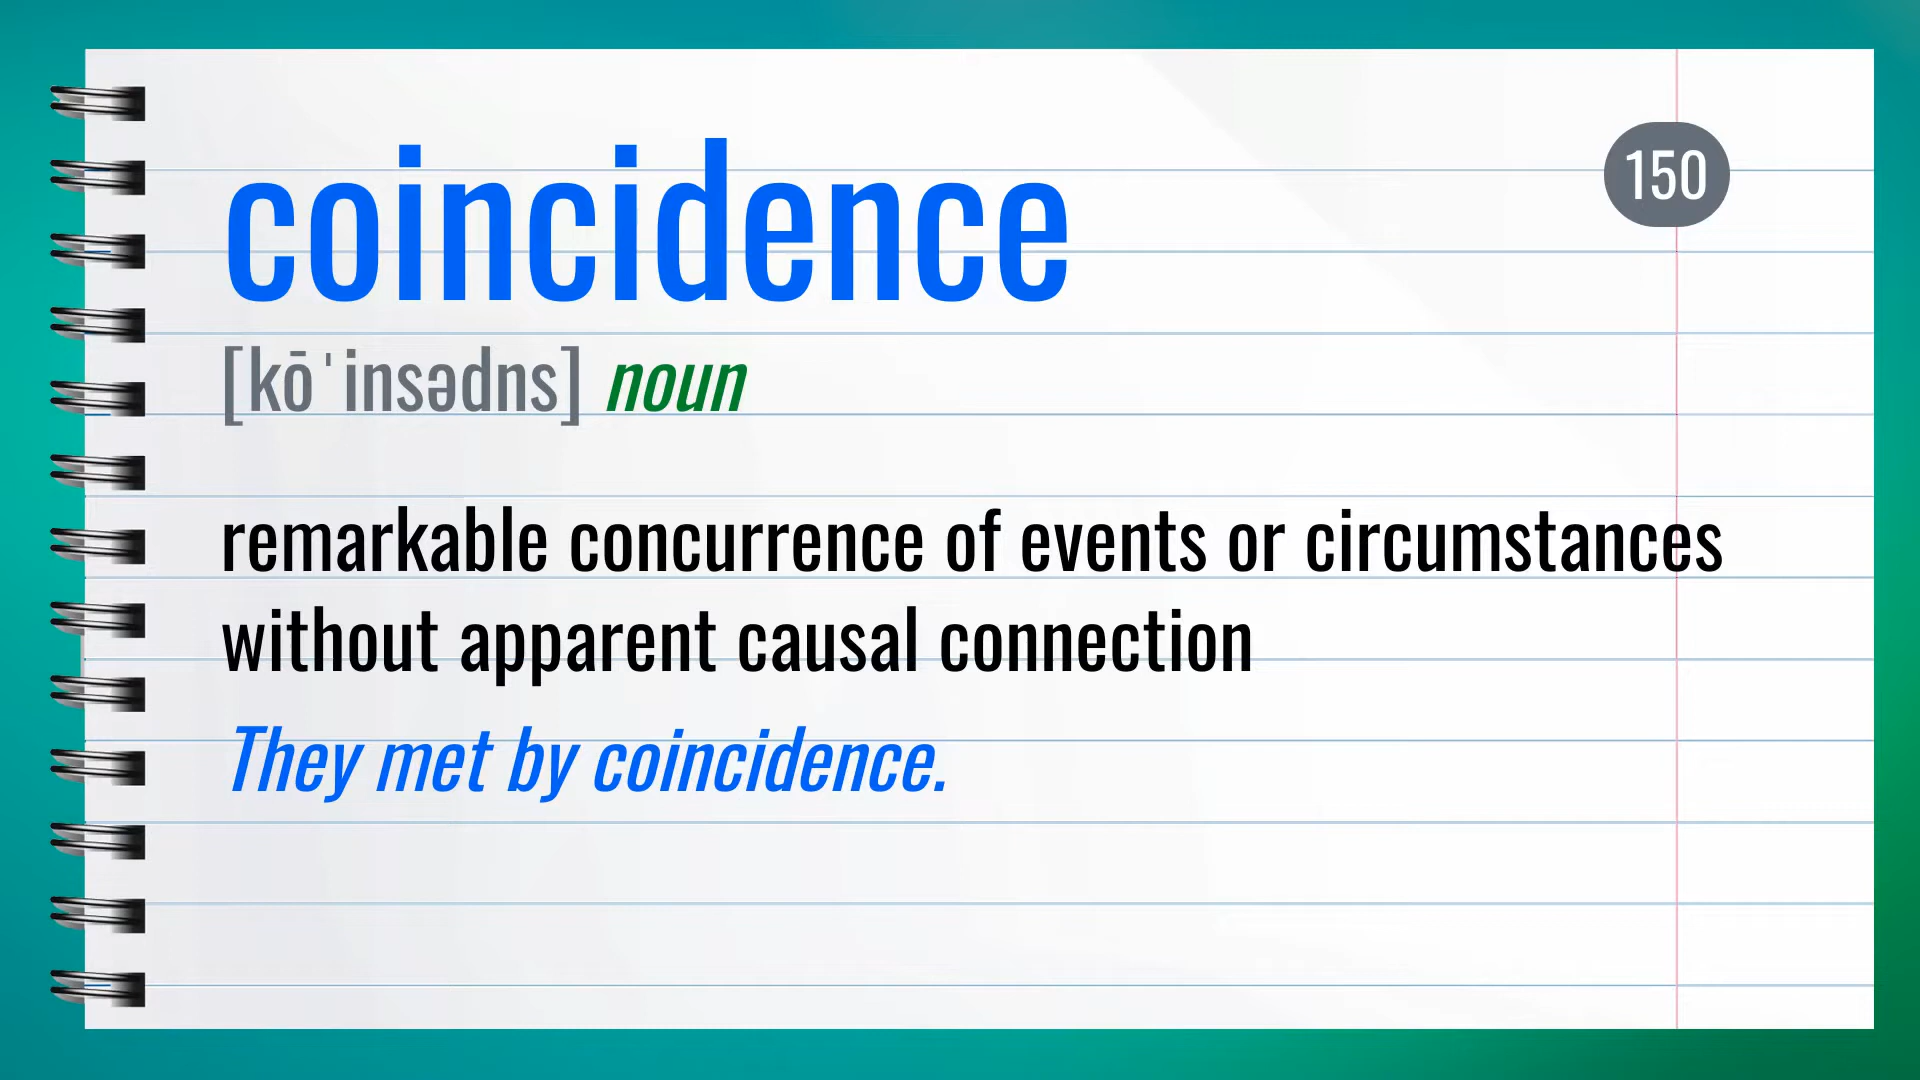 coincidence
150
[kōˈinsədns] noun
remarkable concurrence of events or circumstances
without apparent causal connection
They met by coincidence.